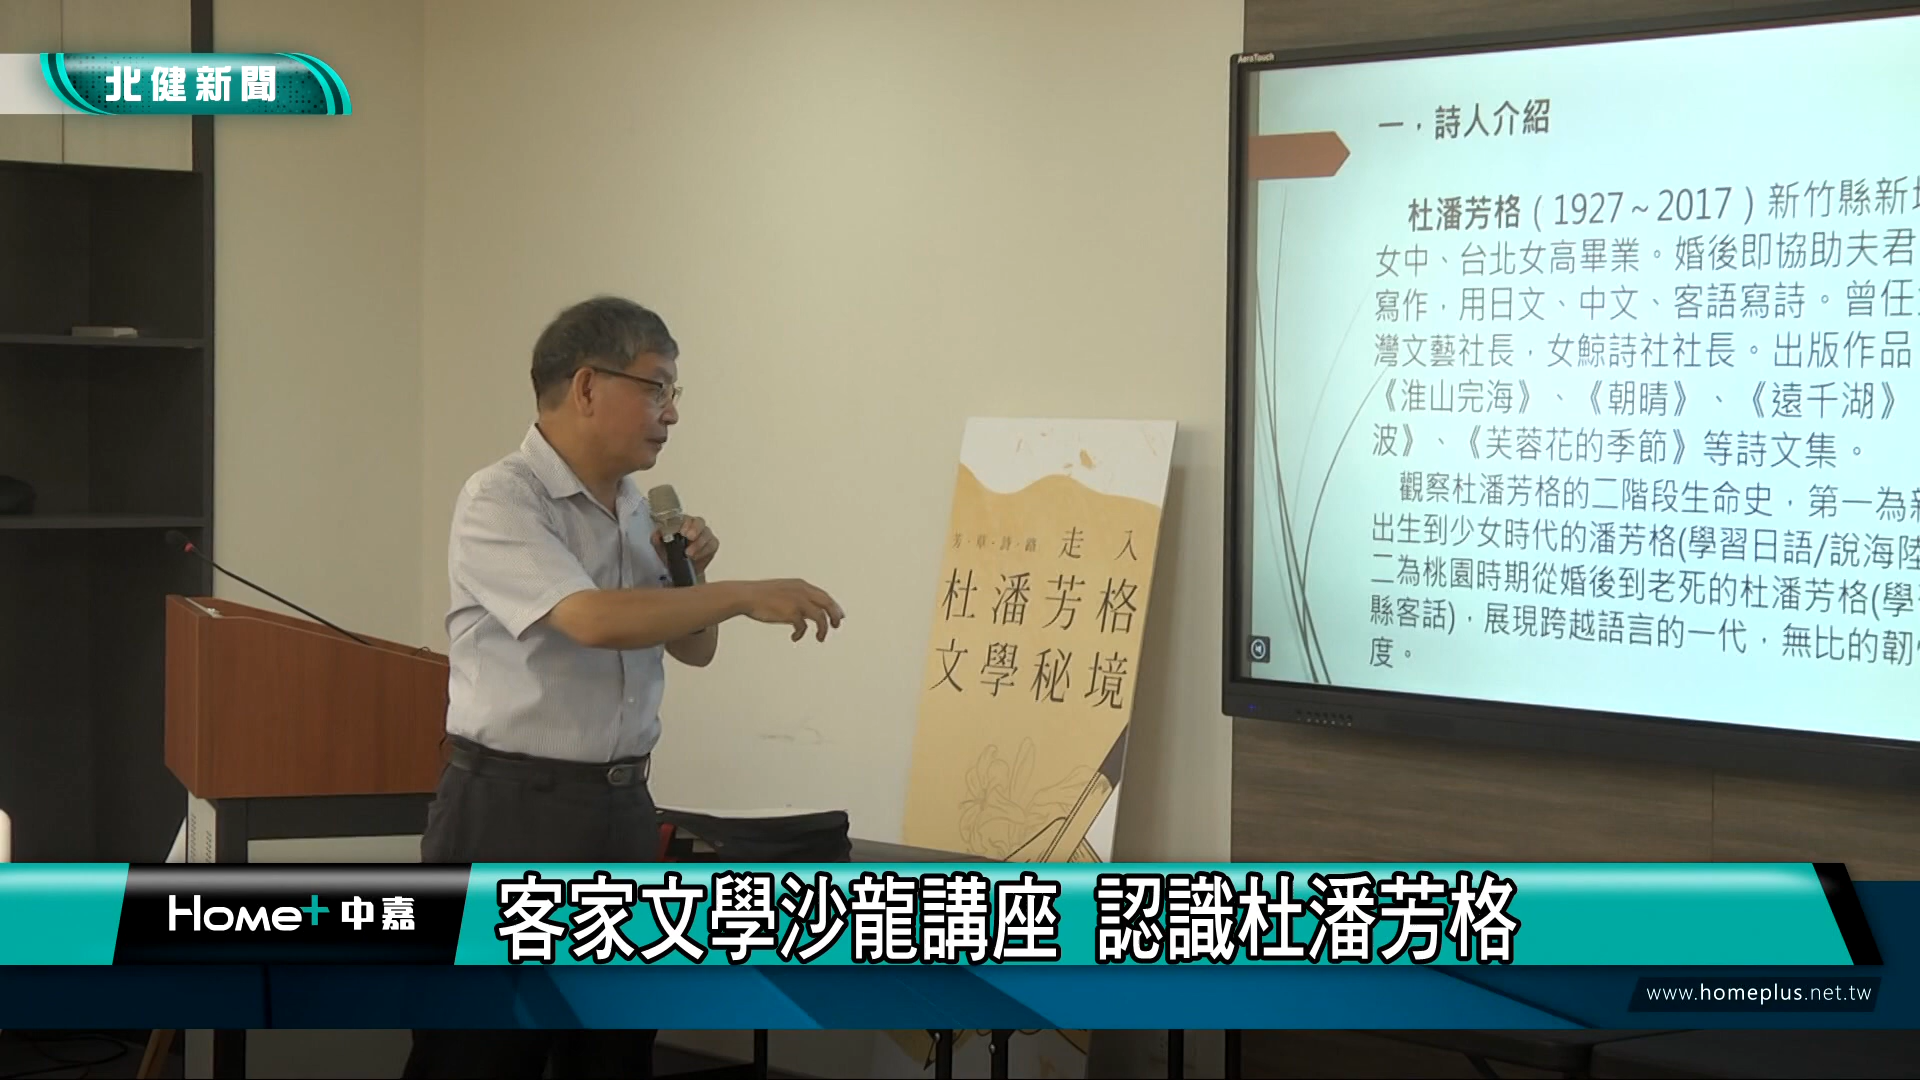 北健新聞
AeroTouch
一，詩人介紹
杜潘芳格（1927～2017）新竹縣新
女中、台北女高畢業。婚後即協助夫君
寫作，用日文、中文、客語寫詩。曾任
灣文藝社長，女鯨詩社社長。出版作品
《淮山完海》、《朝晴》、《遠千湖》
波》、《芙蓉花的季節》等詩文集。
觀察杜潘芳格的二階段生命史，第一為新
出生到少女時代的潘芳格(學習日語/說海陸
二為桃園時期從婚後到老死的杜潘芳格(學
縣客話)，展現跨越語言的一代，無比的韌
度。
走入
杜潘芳格
文學秘境
Home+ 中嘉
客家文學沙龍講座 認識杜潘芳格
www.homeplus.net.tw